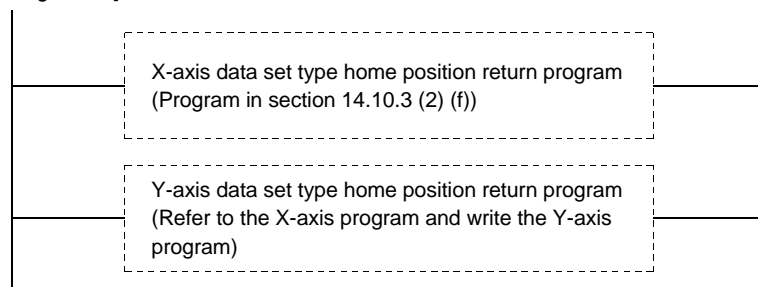 X-axis data set type home position return program
(Program in section 14.10.3 (2) (f))
Y-axis data set type home position return program
(Refer to the X-axis program and write the Y-axis
program)